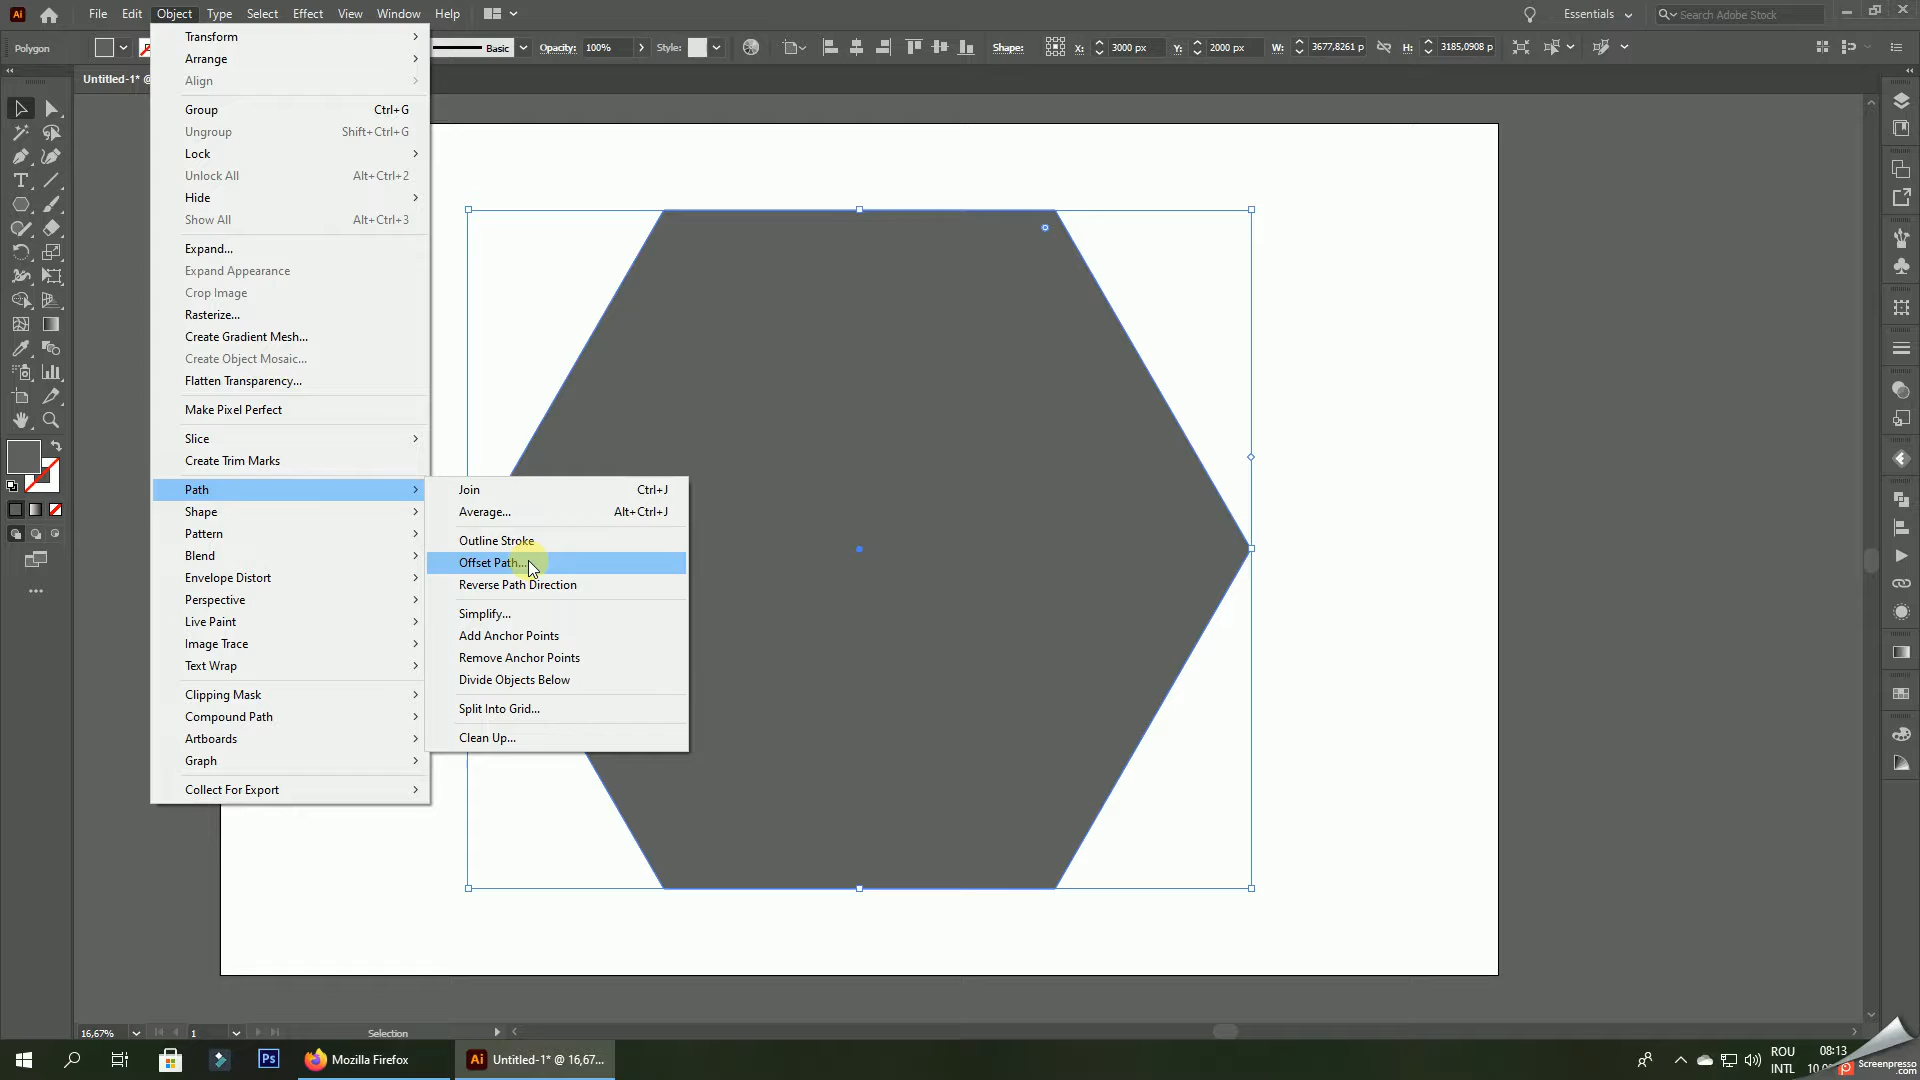 Ai File Edit Object Type Select Effect View Window Help Essentials Search Adobe Stock
Polygon Basic Opacity: 100% Style: Shape: X: 3000 px Y: 2000 px W: 3677,8261 p H: 3185,0908 p
Untitled-1* @
Transform
Arrange
Align
Group Ctrl+G
Ungroup Shift+Ctrl+G
Lock
Unlock All Alt+Ctrl+2
Hide
Show All Alt+Ctrl+3
Expand...
Expand Appearance
Crop Image
Rasterize...
Create Gradient Mesh...
Create Object Mosaic...
Flatten Transparency...
Make Pixel Perfect
Slice
Create Trim Marks
Path
Shape
Pattern
Blend
Envelope Distort
Perspective
Live Paint
Image Trace
Text Wrap
Clipping Mask
Compound Path
Artboards
Graph
Collect For Export
Join Ctrl+J
Average... Alt+Ctrl+J
Outline Stroke
Offset Path...
Reverse Path Direction
Simplify...
Add Anchor Points
Remove Anchor Points
Divide Objects Below
Split Into Grid...
Clean Up...
16,67% 1 Selection
Ps Mozilla Firefox Ai Untitled-1* @ 16,67... ROU 08:13
INTL
Screenpresso
.com